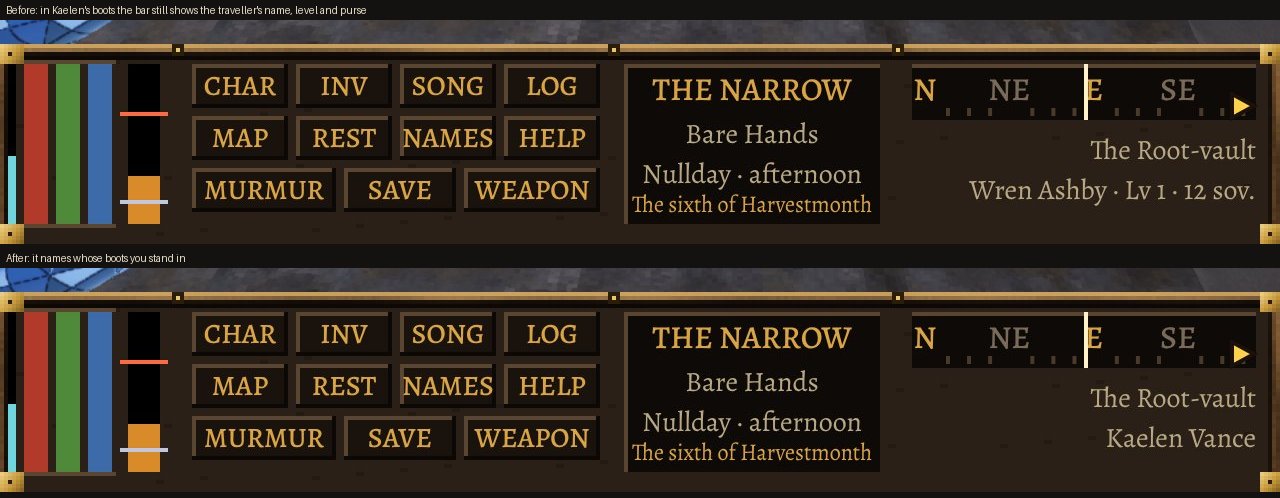 Before: in Kaelen's boots the bar still shows the traveller's name, level and purse
CHAR INV SONG LOG
MAP REST NAMES HELP
MURMUR SAVE WEAPON
THE NARROW
Bare Hands
Nullday · afternoon
The sixth of Harvestmonth
N NE E SE
The Root-vault
Wren Ashby · Lv 1 · 12 sov.
After: it names whose boots you stand in
CHAR INV SONG LOG
MAP REST NAMES HELP
MURMUR SAVE WEAPON
THE NARROW
Bare Hands
Nullday · afternoon
The sixth of Harvestmonth
N NE E SE
The Root-vault
Kaelen Vance